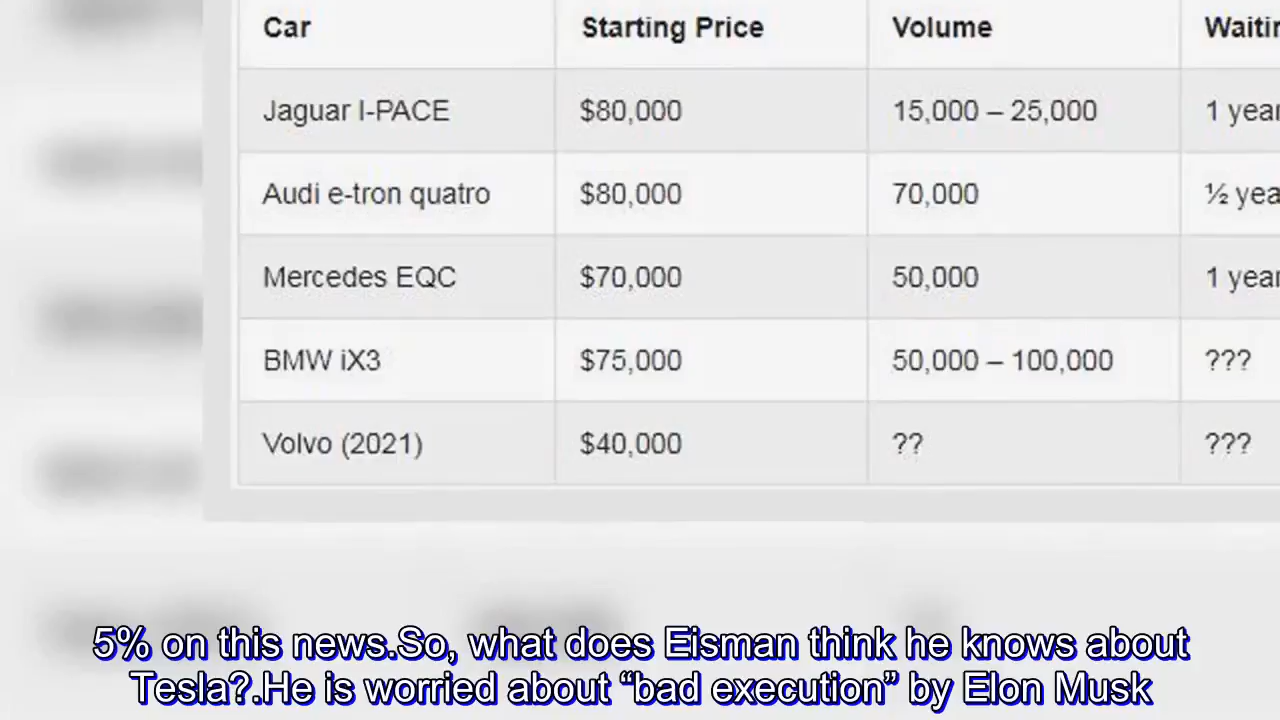 Car Starting Price Volume
Jaguar I-PACE $80,000 15,000 – 25,000 1
Audi e-tron quatro $80,000 70,000 ½
Mercedes EQC $70,000 50,000 1
BMW iX3 $75,000 50,000 – 100,000 ???
Volvo (2021) $40,000 ?? ???
5% on this news.So, what does Eisman think he knows about
Tesla?.He is worried about “bad execution” by Elon Musk